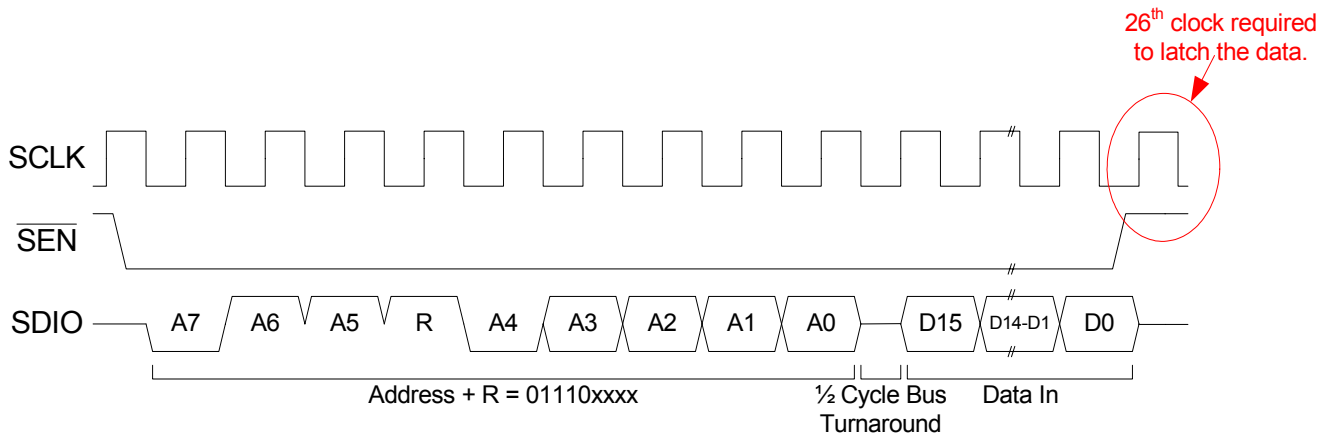 26th clock required
to latch the data.
SCLK
SEN
SDIO
A7 A6 A5 R A4 A3 A2 A1 A0 D15 D14-D1 D0
Address + R = 01110xxxx
½ Cycle Bus
Turnaround
Data In